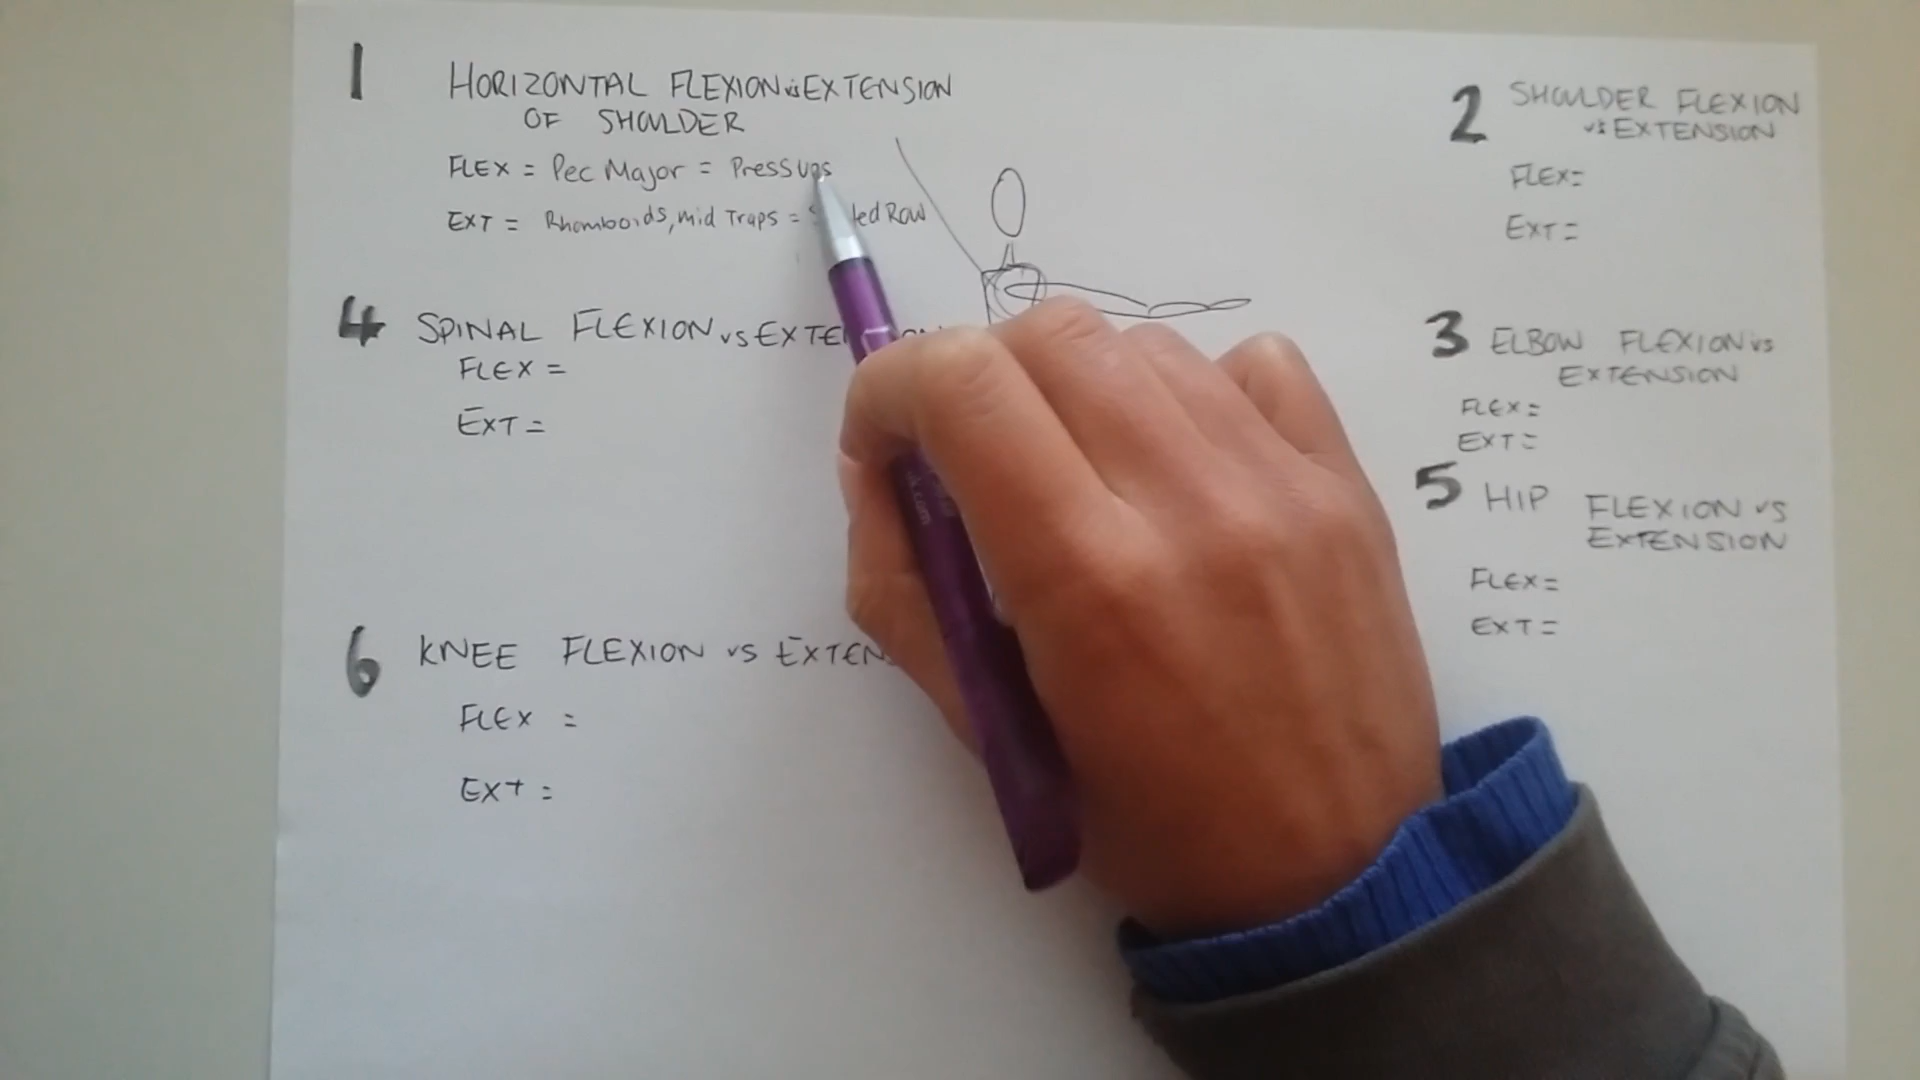 1
HORIZONTAL FLEXION vs EXTENSION
OF SHOULDER
FLEX = Pec Major = Press ups
EXT = Rhomboids, mid Traps = Row
2
SHOULDER FLEXION
vs EXTENSION
FLEX=
EXT=
3
ELBOW FLEXION vs
EXTENSION
FLEX=
EXT=
4
SPINAL FLEXION vs
FLEX =
EXT =
5
HIP FLEXION vs
EXTENSION
FLEX=
EXT=
6
KNEE FLEXION vs
FLEX =
EXT =